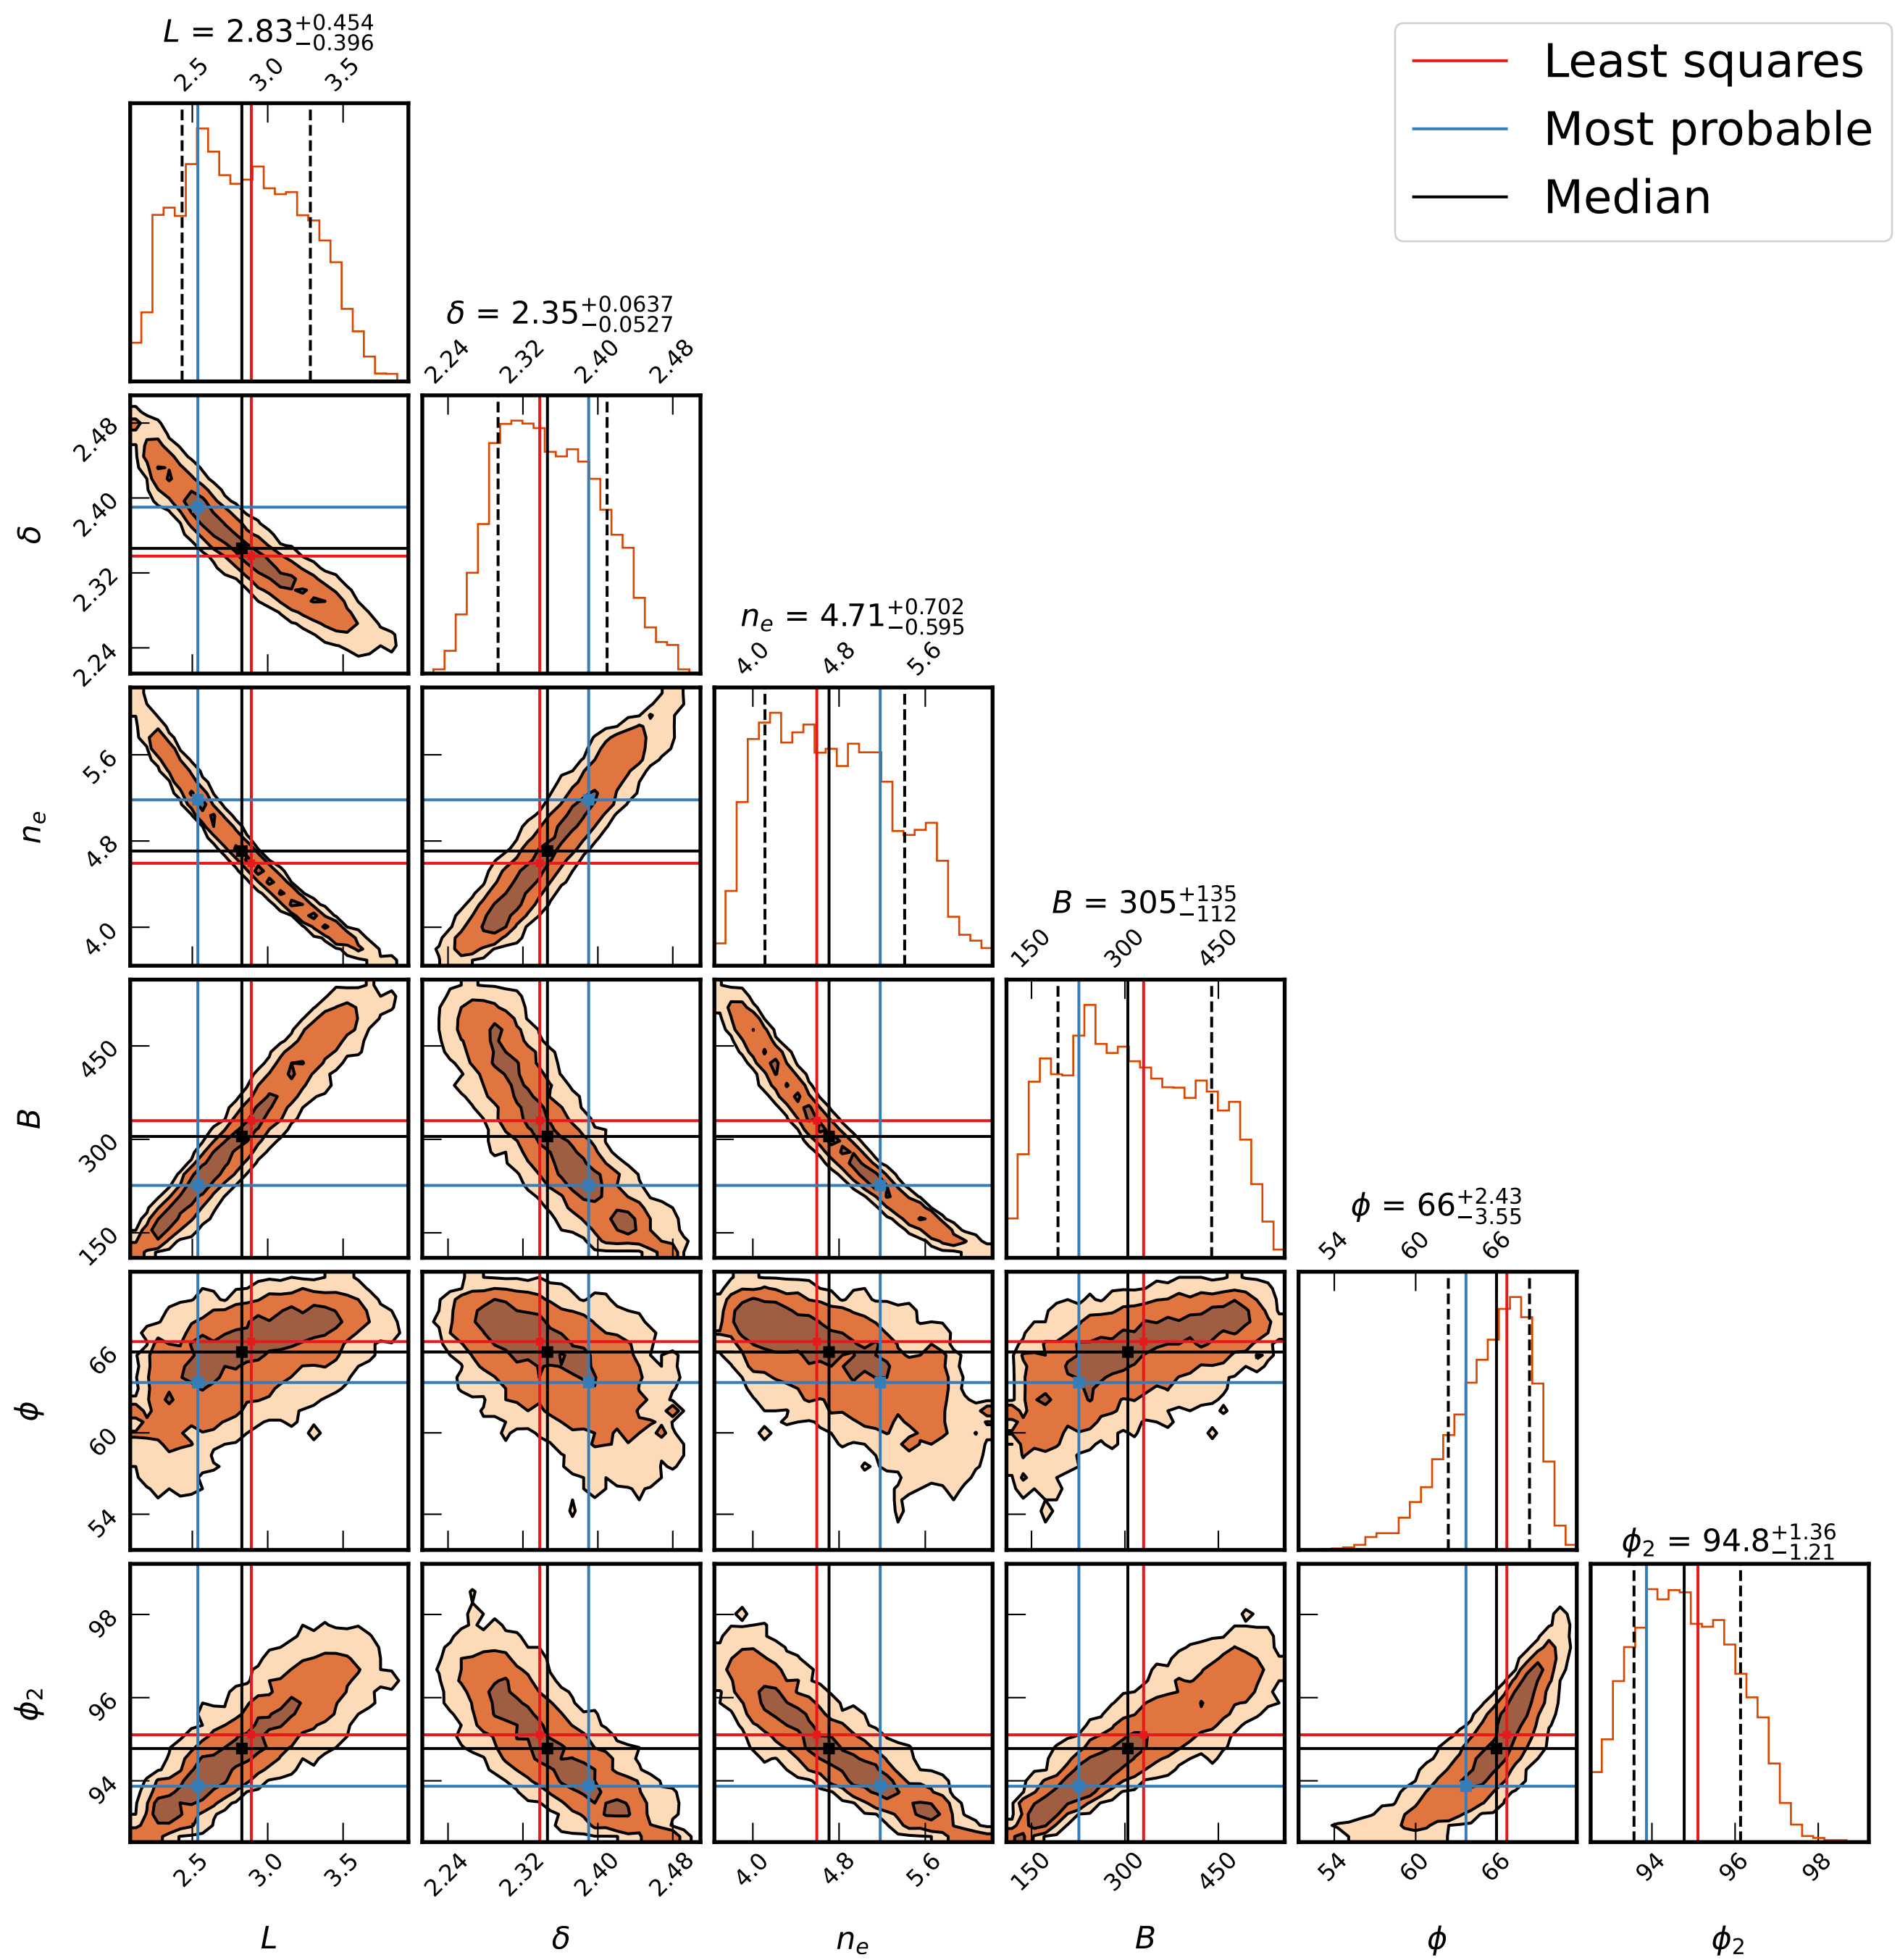 L = 2.83 +0.454 −0.396
2.5 3.0 3.5
Least squares
Most probable
Median
δ = 2.35 +0.0637 −0.0527
2.24 2.32 2.40 2.48
δ
2.48
2.40
2.32
2.24
n_e = 4.71 +0.702 −0.595
4.0 4.8 5.6
n_e
5.6
4.8
4.0
B = 305 +135 −112
150 300 450
B
450
300
150
ϕ = 66 +2.43 −3.55
54 60 66
ϕ
66
60
54
ϕ₂ = 94.8 +1.36 −1.21
ϕ₂
98
96
94
2.5 3.0 3.5 2.24 2.32 2.40 2.48 4.0 4.8 5.6 150 300 450 54 60 66 94 96 98
L δ n_e B ϕ ϕ₂